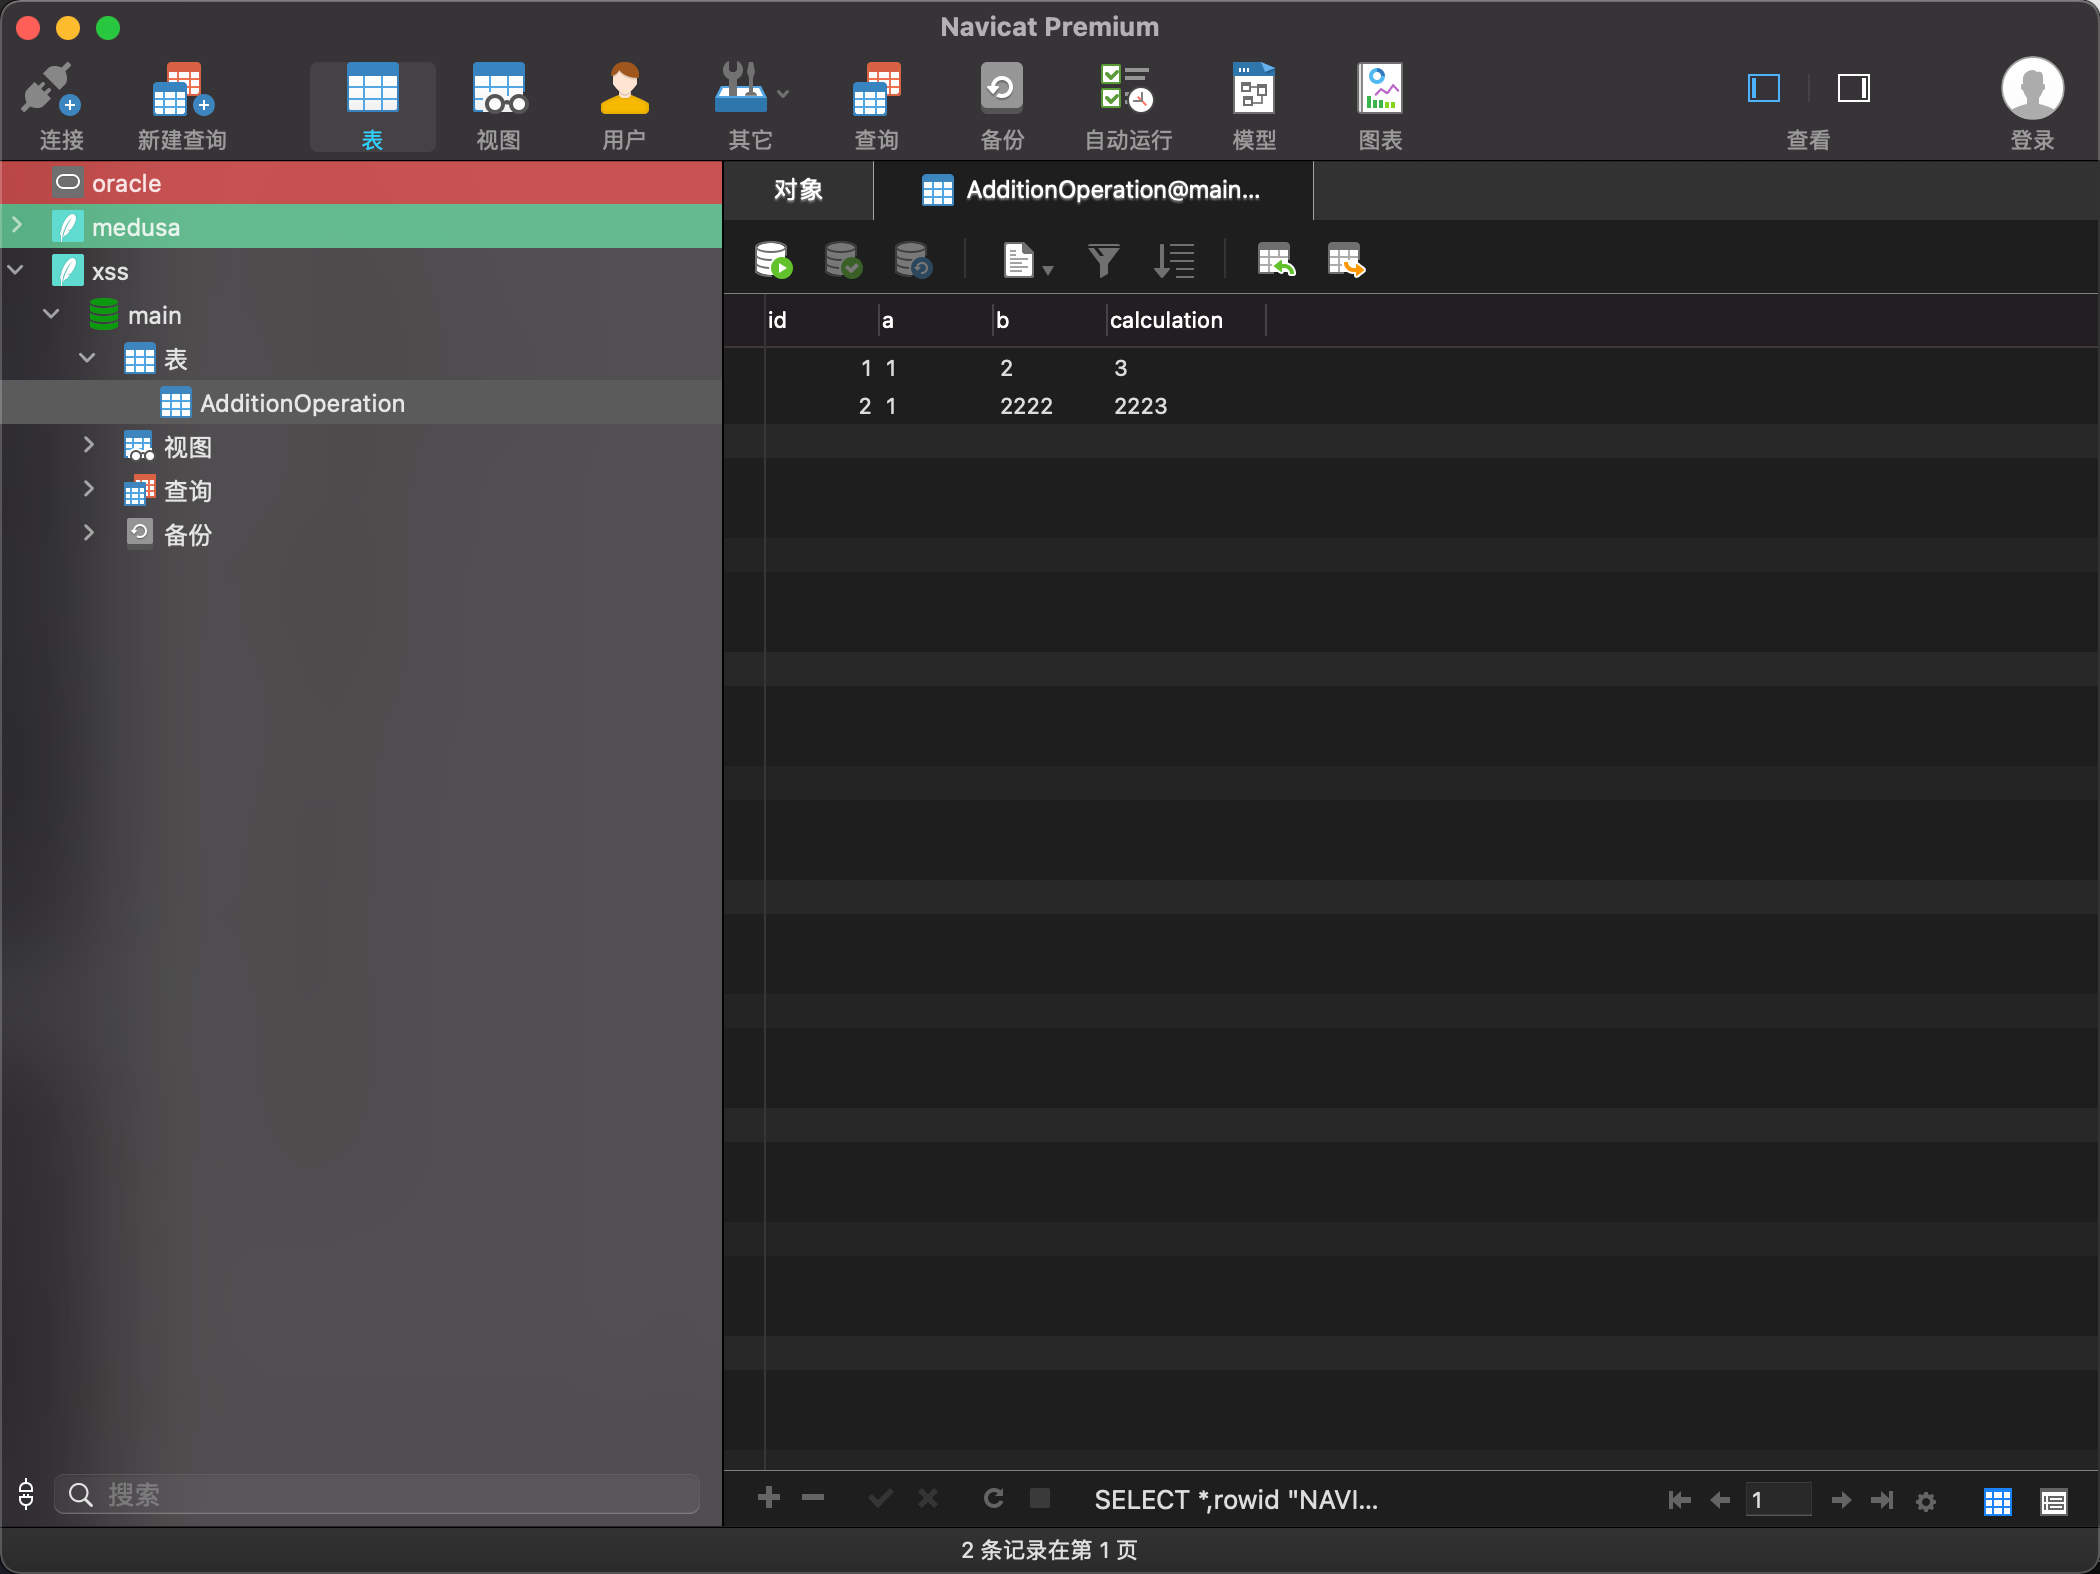 Navicat Premium
连接 新建查询 表 视图 用户 其它 查询 备份 自动运行 模型 图表 查看 登录
oracle
medusa
xss
main
表
AdditionOperation
视图
查询
备份
搜索
对象 AdditionOperation@main...
id a b calculation
1 1 2 3
2 1 2222 2223
SELECT *,rowid "NAVI... 1
2 条记录在第 1 页